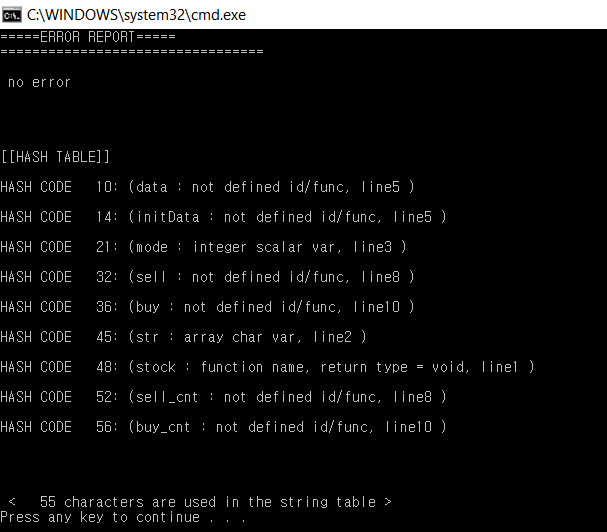 C:\WINDOWS\system32\cmd.exe
=====ERROR REPORT=====
=================================
no error
[[HASH TABLE]]
HASH CODE   10: (data : not defined id/func, line5 )
HASH CODE   14: (initData : not defined id/func, line5 )
HASH CODE   21: (mode : integer scalar var, line3 )
HASH CODE   32: (sell : not defined id/func, line8 )
HASH CODE   36: (buy : not defined id/func, line10 )
HASH CODE   45: (str : array char var, line2 )
HASH CODE   48: (stock : function name, return type = void, line1 )
HASH CODE   52: (sell_cnt : not defined id/func, line8 )
HASH CODE   56: (buy_cnt : not defined id/func, line10 )
<   55 characters are used in the string table >
Press any key to continue . . .